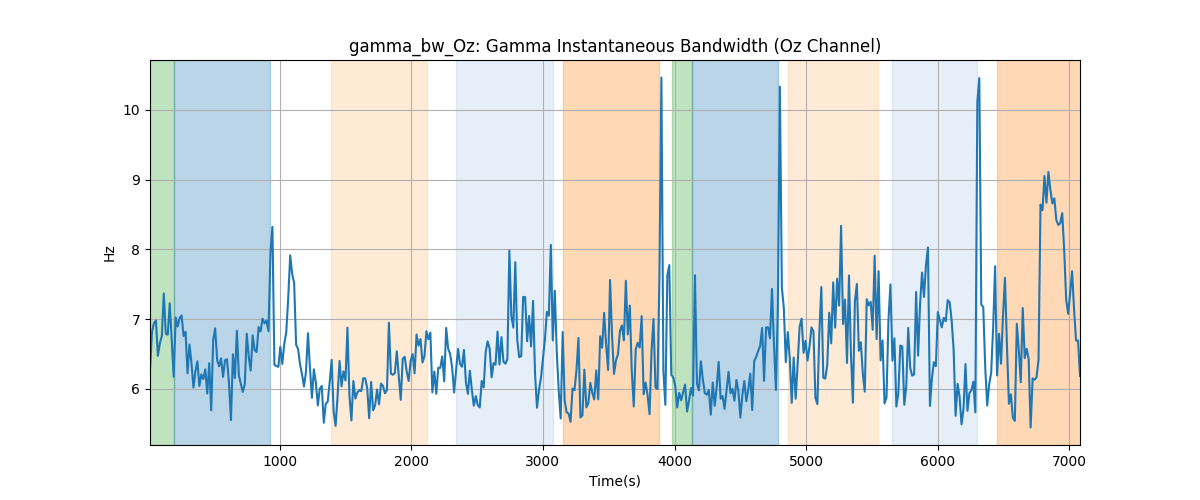 gamma_bw_Oz: Gamma Instantaneous Bandwidth (Oz Channel)
Hz
10
9
8
7
6
1000 2000 3000 4000 5000 6000 7000
Time(s)